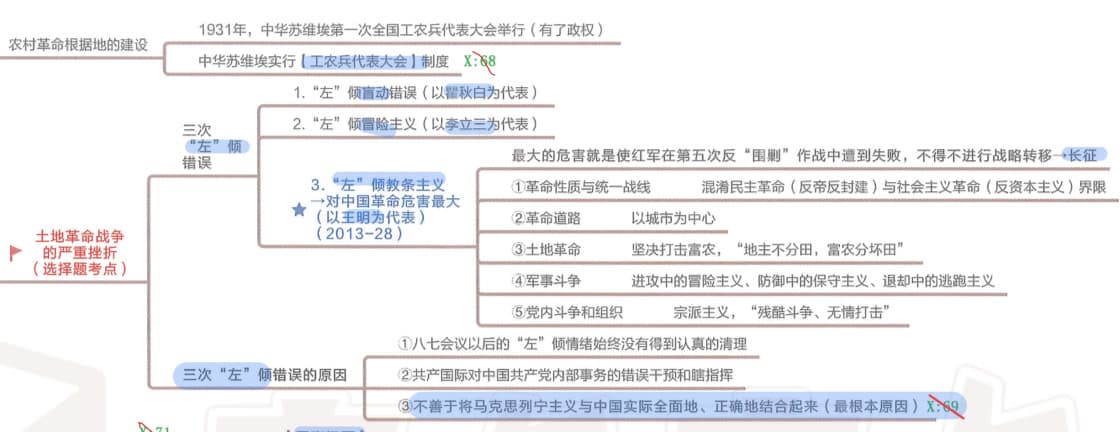 农村革命根据地的建设
1931年，中华苏维埃第一次全国工农兵代表大会举行（有了政权）
中华苏维埃实行【工农兵代表大会】制度 X:68
三次
“左”倾
错误
1.“左”倾盲动错误（以瞿秋白为代表）
2.“左”倾冒险主义（以李立三为代表）
3.“左”倾教条主义
→对中国革命危害最大
（以王明为代表）
（2013-28）
最大的危害就是使红军在第五次反“围剿”作战中遭到失败，不得不进行战略转移→长征
①革命性质与统一战线 混淆民主革命（反帝反封建）与社会主义革命（反资本主义）界限
②革命道路 以城市为中心
③土地革命 坚决打击富农，“地主不分田，富农分坏田”
④军事斗争 进攻中的冒险主义、防御中的保守主义、退却中的逃跑主义
⑤党内斗争和组织 宗派主义，“残酷斗争、无情打击”
土地革命战争
的严重挫折
（选择题考点）
三次“左”倾错误的原因
①八七会议以后的“左”倾情绪始终没有得到认真的清理
②共产国际对中国共产党内部事务的错误干预和瞎指挥
③不善于将马克思列宁主义与中国实际全面地、正确地结合起来（最根本原因） X:69